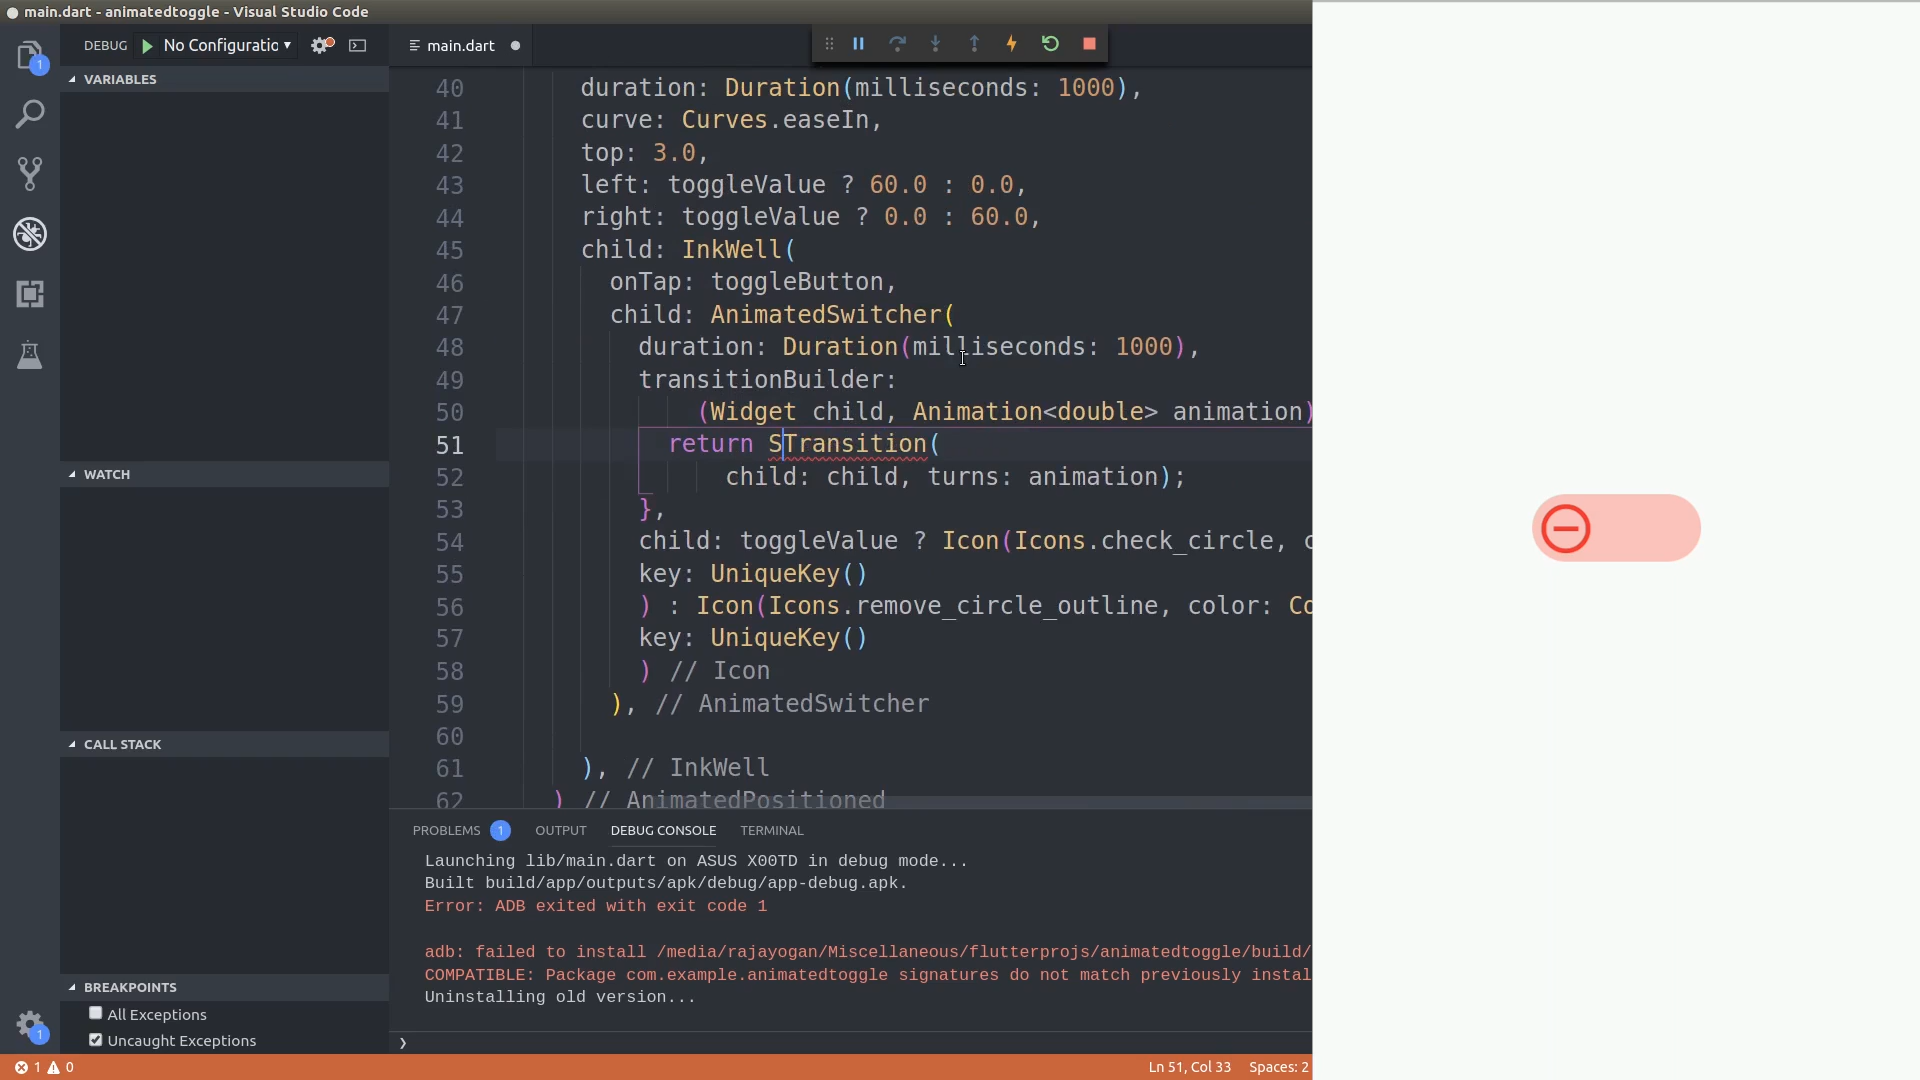 main.dart - animatedtoggle - Visual Studio Code
DEBUG No Configuratic
main.dart
1
VARIABLES
WATCH
CALL STACK
BREAKPOINTS
All Exceptions
Uncaught Exceptions
1
40 duration: Duration(milliseconds: 1000),
41 curve: Curves.easeIn,
42 top: 3.0,
43 left: toggleValue ? 60.0 : 0.0,
44 right: toggleValue ? 0.0 : 60.0,
45 child: InkWell(
46 onTap: toggleButton,
47 child: AnimatedSwitcher(
48 duration: Duration(milliseconds: 1000),
49 transitionBuilder:
50 (Widget child, Animation<double> animation)
51 return STransition(
52 child: child, turns: animation);
53 },
54 child: toggleValue ? Icon(Icons.check_circle, c
55 key: UniqueKey()
56 ) : Icon(Icons.remove_circle_outline, color: Co
57 key: UniqueKey()
58 ) // Icon
59 ), // AnimatedSwitcher
60
61 ), // InkWell
62 ) // AnimatedPositioned
PROBLEMS 1 OUTPUT DEBUG CONSOLE TERMINAL
Launching lib/main.dart on ASUS X00TD in debug mode...
Built build/app/outputs/apk/debug/app-debug.apk.
Error: ADB exited with exit code 1
adb: failed to install /media/rajayogan/Miscellaneous/flutterprojs/animatedtoggle/build/
COMPATIBLE: Package com.example.animatedtoggle signatures do not match previously instal
Uninstalling old version...
1 0 Ln 51, Col 33 Spaces: 2